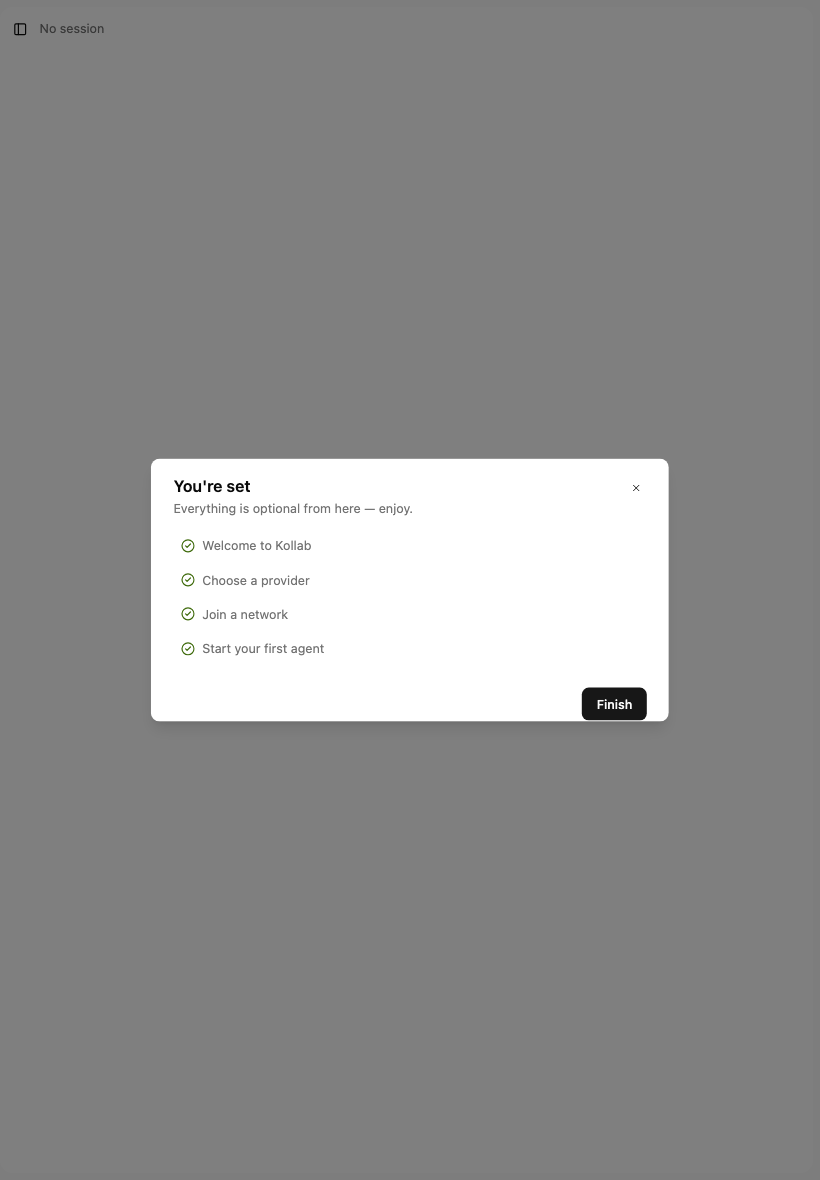 No session
You're set
Everything is optional from here — enjoy.
Welcome to Kollab
Choose a provider
Join a network
Start your first agent
Finish